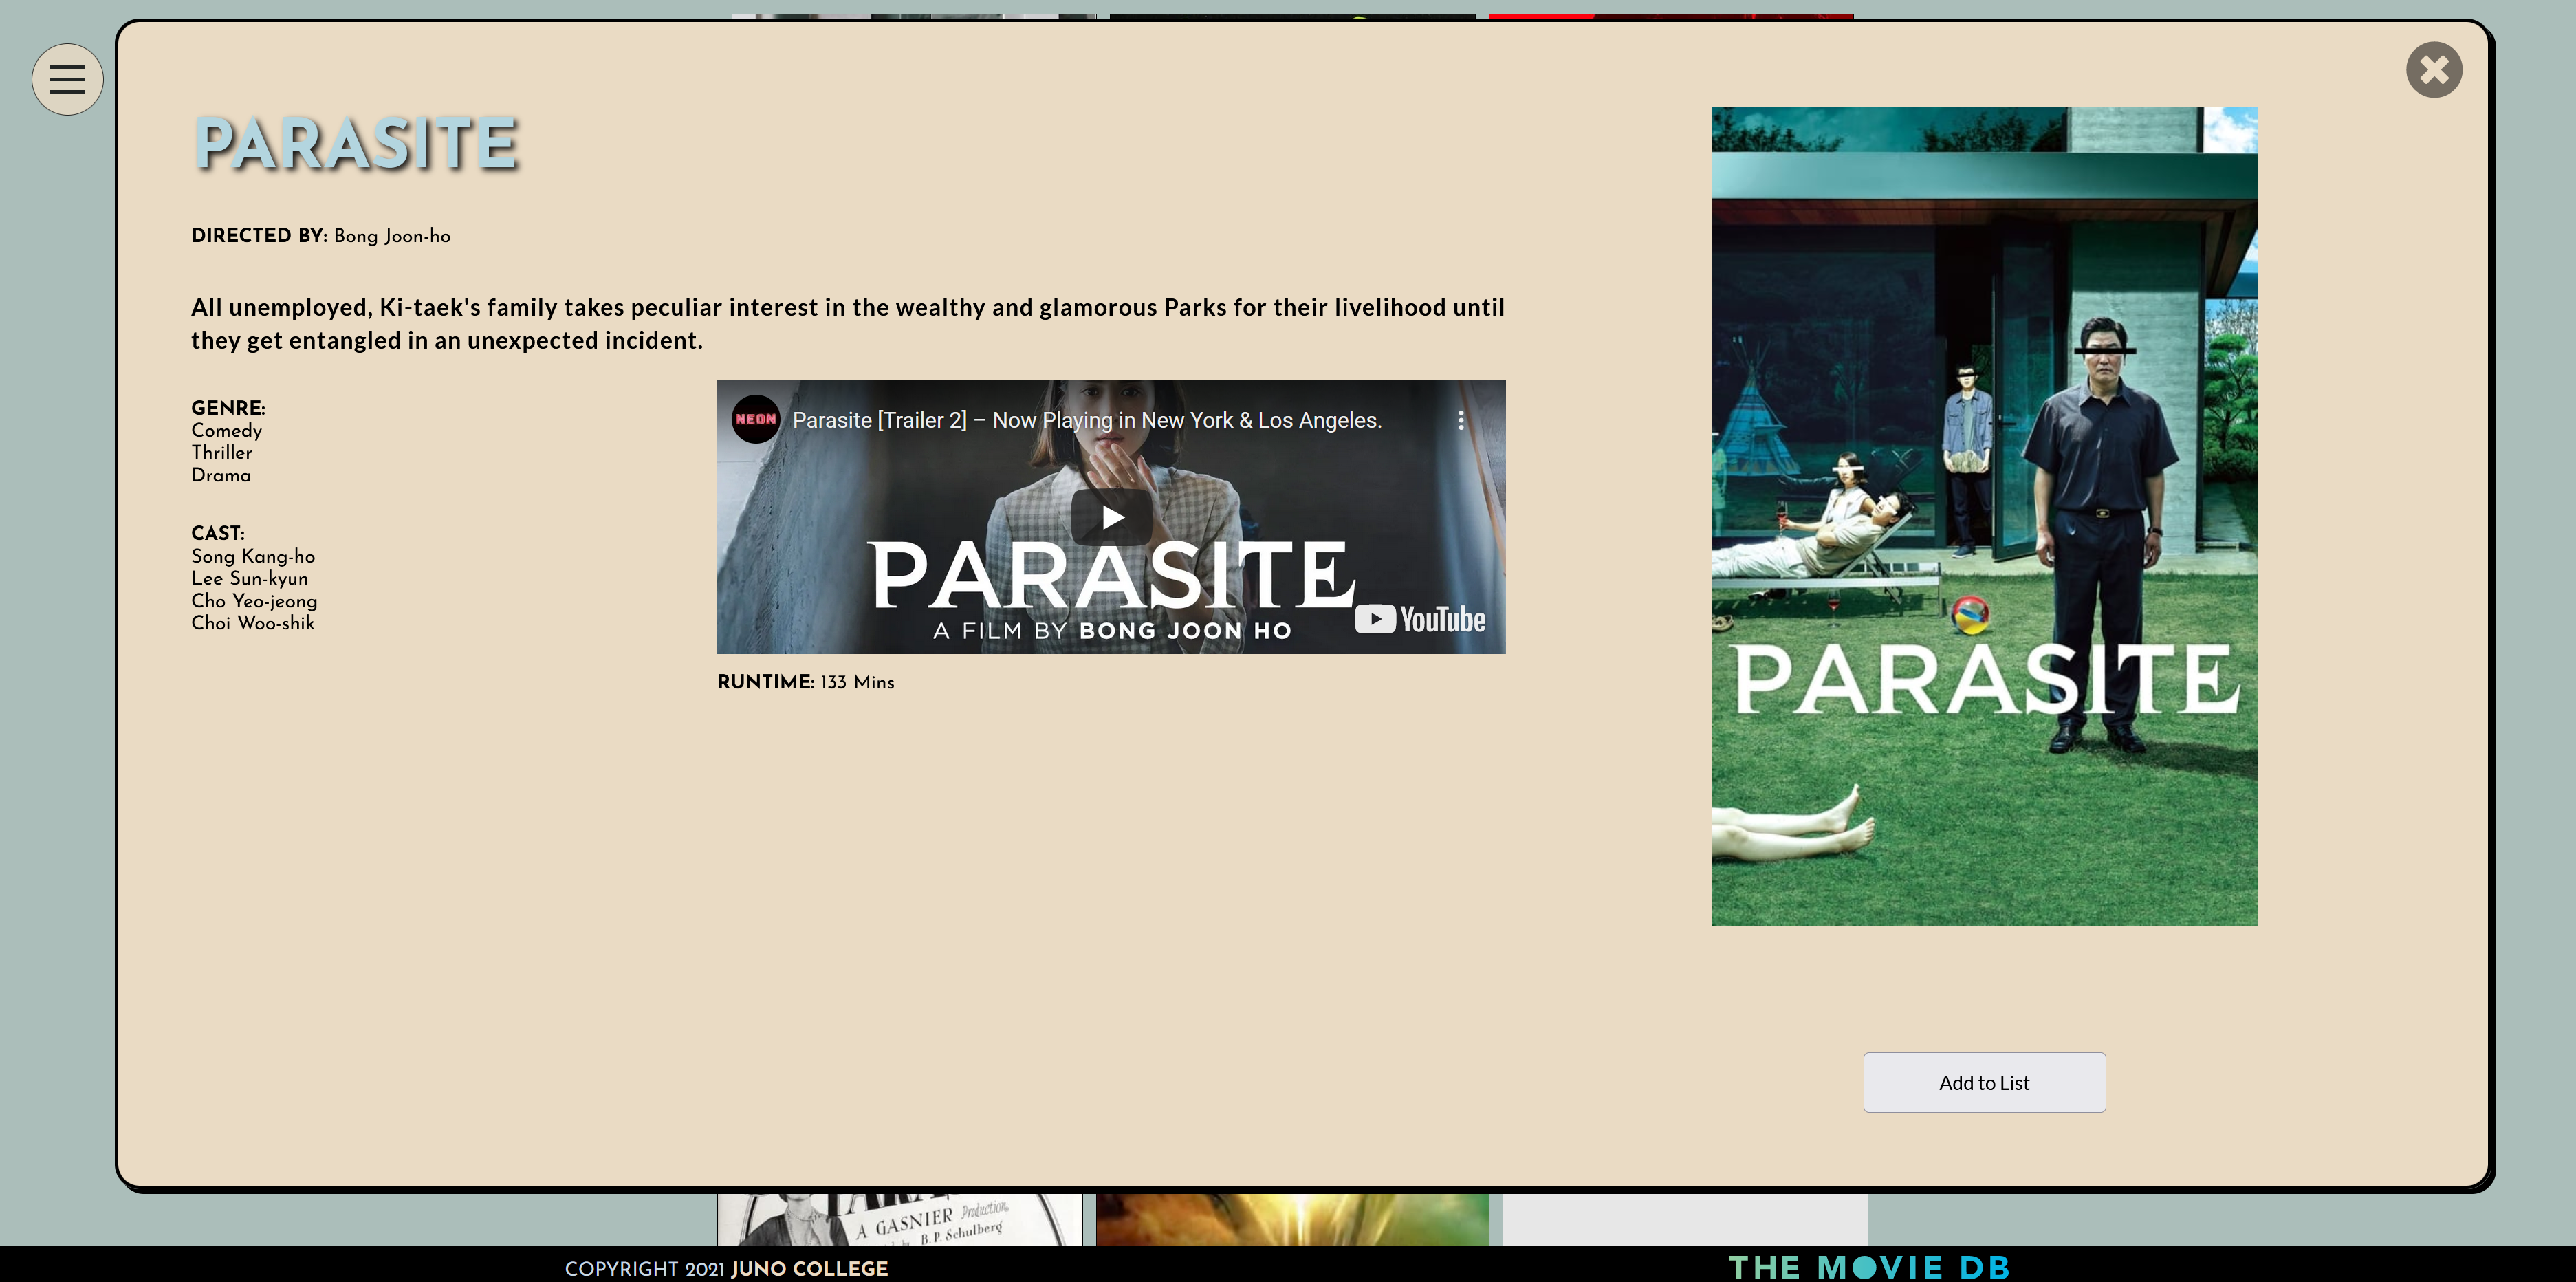 PARASITE
DIRECTED BY: Bong Joon-ho
All unemployed, Ki-taek's family takes peculiar interest in the wealthy and glamorous Parks for their livelihood until
they get entangled in an unexpected incident.
GENRE:
Comedy
Thriller
Drama
CAST:
Song Kang-ho
Lee Sun-kyun
Cho Yeo-jeong
Choi Woo-shik
NEON
Parasite [Trailer 2] – Now Playing in New York & Los Angeles.
PARASITE
A FILM BY BONG JOON HO
YouTube
RUNTIME: 133 Mins
PARASITE
Add to List
A GASNIER Production
B.P. Schulberg
COPYRIGHT 2021 JUNO COLLEGE
THE MOVIE DB